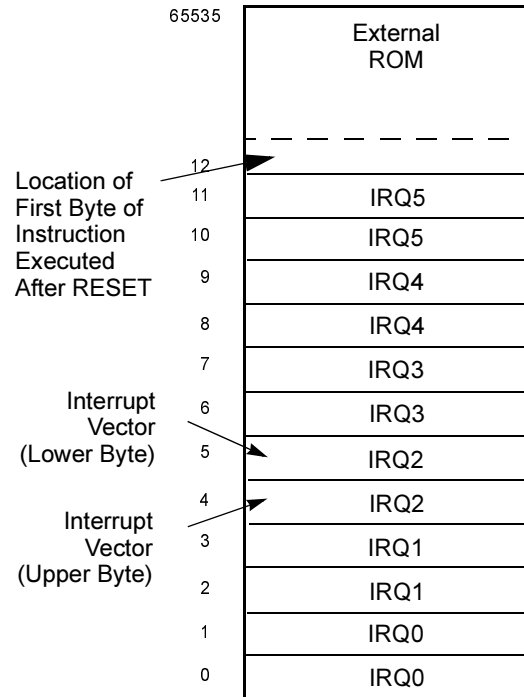 65535
External
ROM
12
Location of
First Byte of
Instruction
Executed
After RESET
11
IRQ5
10
IRQ5
9
IRQ4
8
IRQ4
7
IRQ3
6
IRQ3
Interrupt
Vector
(Lower Byte)
5
IRQ2
4
IRQ2
Interrupt
Vector
(Upper Byte)
3
IRQ1
2
IRQ1
1
IRQ0
0
IRQ0